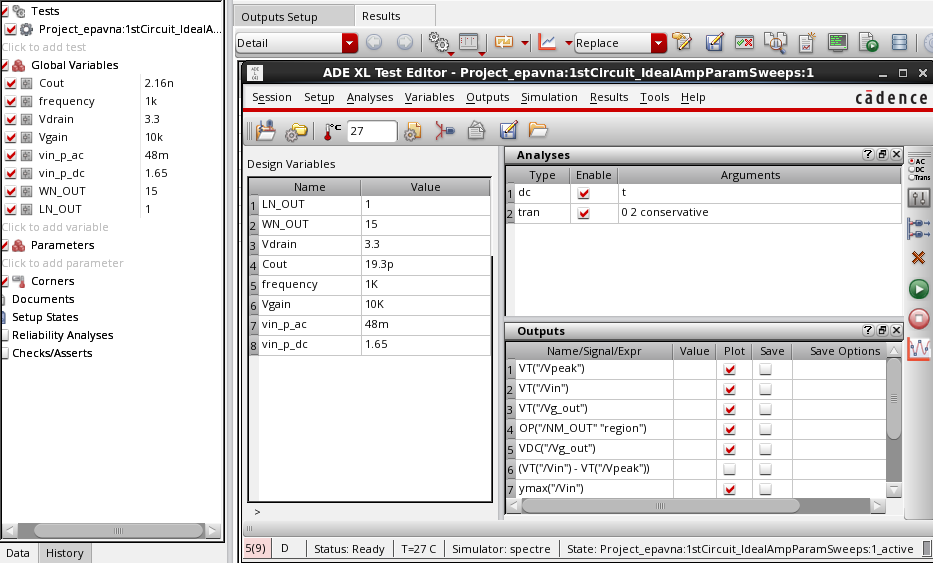 Tests
Project_epavna:1stCircuit_IdealA...
Click to add test
Global Variables
Cout 2.16n
frequency 1k
Vdrain 3.3
Vgain 10k
vin_p_ac 48m
vin_p_dc 1.65
WN_OUT 15
LN_OUT 1
Click to add variable
Parameters
Click to add parameter
Corners
Documents
Setup States
Reliability Analyses
Checks/Asserts
Data History
Outputs Setup Results
Detail Replace
ADE XL Test Editor - Project_epavna:1stCircuit_IdealAmpParamSweeps:1
Session Setup Analyses Variables Outputs Simulation Results Tools Help
cādence
°C 27
Design Variables
Name Value
1 LN_OUT 1
2 WN_OUT 15
3 Vdrain 3.3
4 Cout 19.3p
5 frequency 1K
6 Vgain 10K
7 vin_p_ac 48m
8 vin_p_dc 1.65
>
Analyses
Type Enable Arguments
1 dc t
2 tran 0 2 conservative
Outputs
Name/Signal/Expr Value Plot Save Save Options
1 VT("/Vpeak")
2 VT("/Vin")
3 VT("/Vg_out")
4 OP("/NM_OUT" "region")
5 VDC("/Vg_out")
6 (VT("/Vin") - VT("/Vpeak"))
7 ymax("/Vin")
AC
DC
Trans
5(9) D Status: Ready T=27 C Simulator: spectre State: Project_epavna:1stCircuit_IdealAmpParamSweeps:1_active